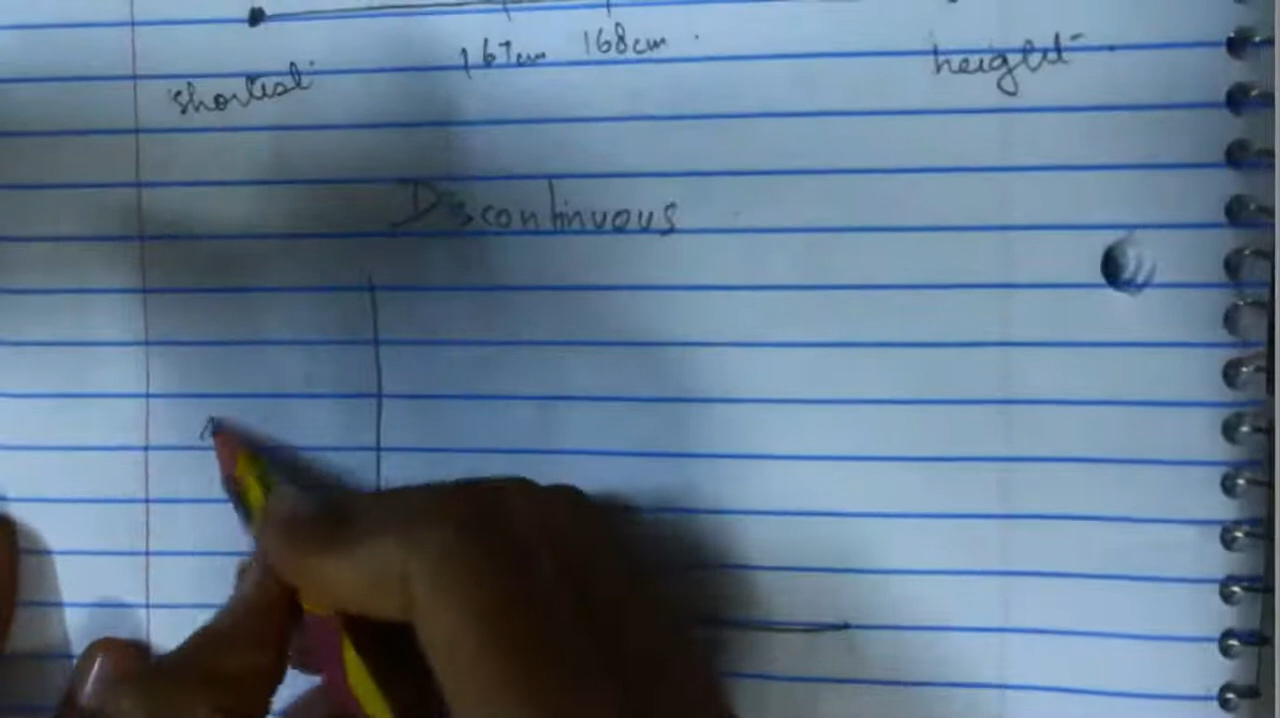 167cm 168cm .
shortest height .
Discontinuous